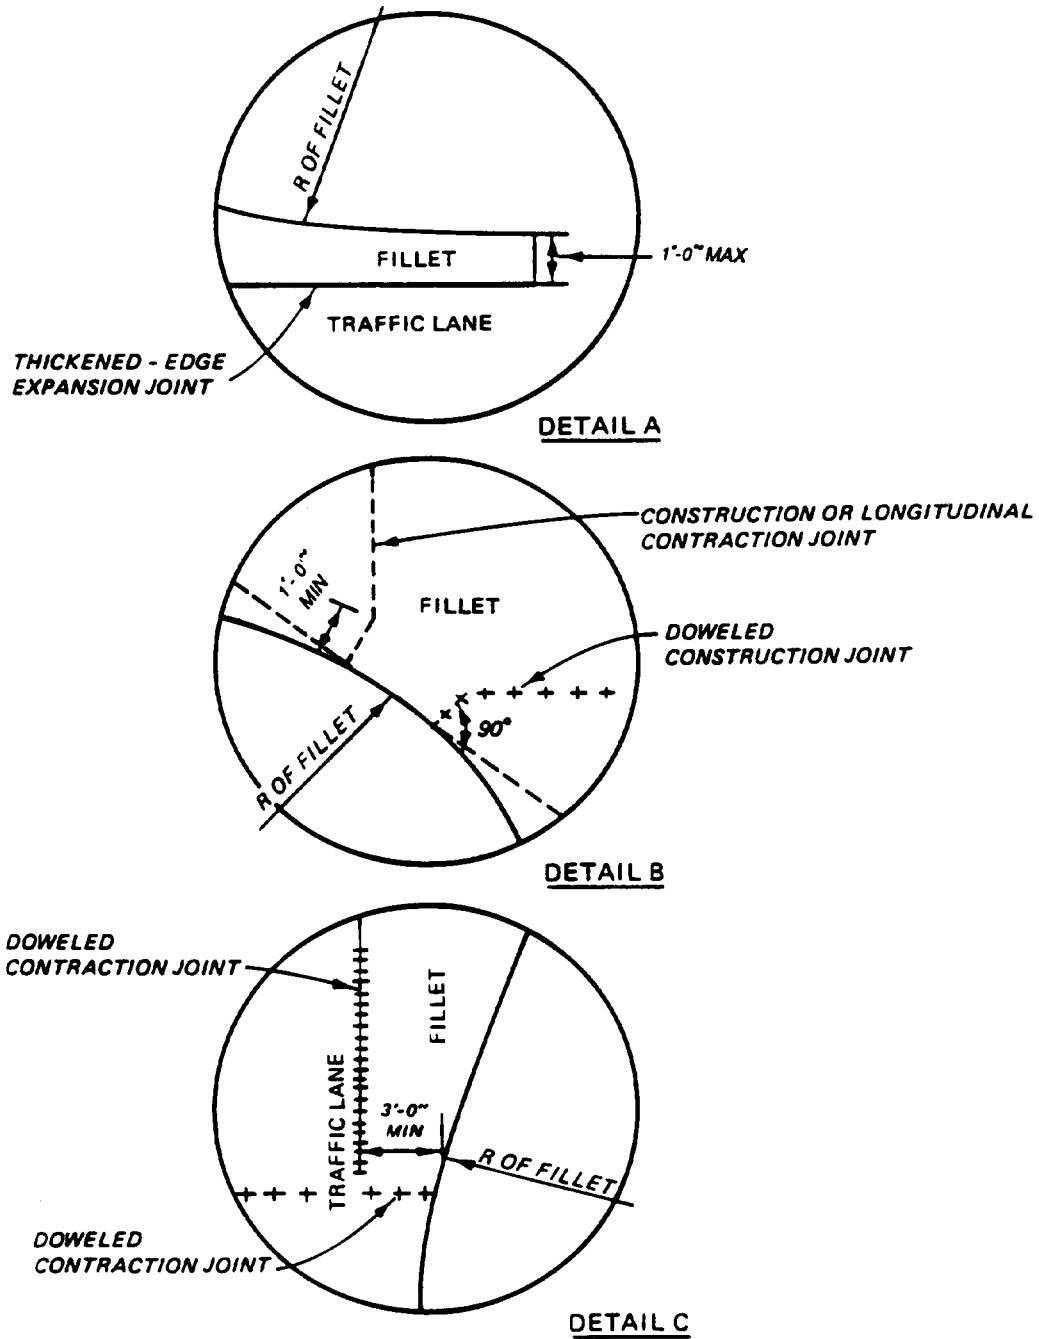 R OF FILLET
FILLET
1'-0" MAX
TRAFFIC LANE
THICKENED - EDGE
EXPANSION JOINT
DETAIL A
CONSTRUCTION OR LONGITUDINAL
CONTRACTION JOINT
1'-0"
MIN
FILLET
DOWELED
CONSTRUCTION JOINT
90°
R OF FILLET
DETAIL B
DOWELED
CONTRACTION JOINT
FILLET
TRAFFIC LANE
3'-0"
MIN
R OF FILLET
DOWELED
CONTRACTION JOINT
DETAIL C